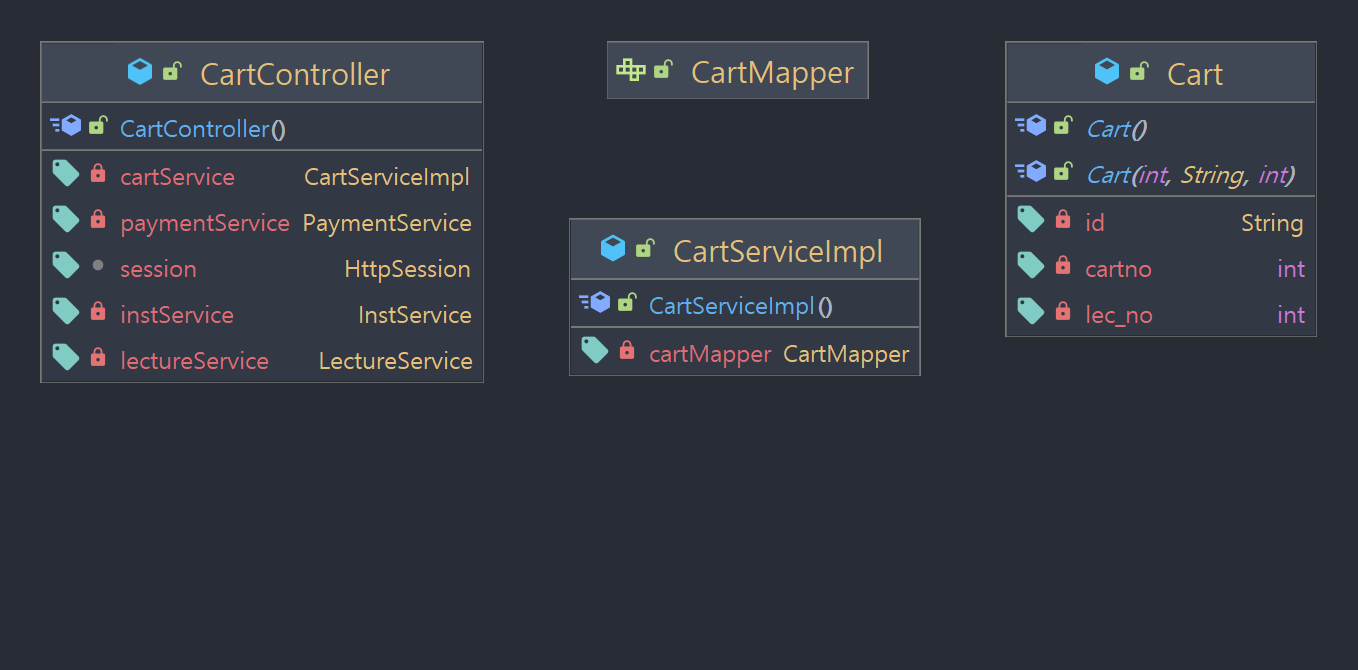 CartController
CartController()
cartService CartServiceImpl
paymentService PaymentService
session HttpSession
instService InstService
lectureService LectureService
CartMapper
CartServiceImpl
CartServiceImpl()
cartMapper CartMapper
Cart
Cart()
Cart(int, String, int)
id String
cartno int
lec_no int